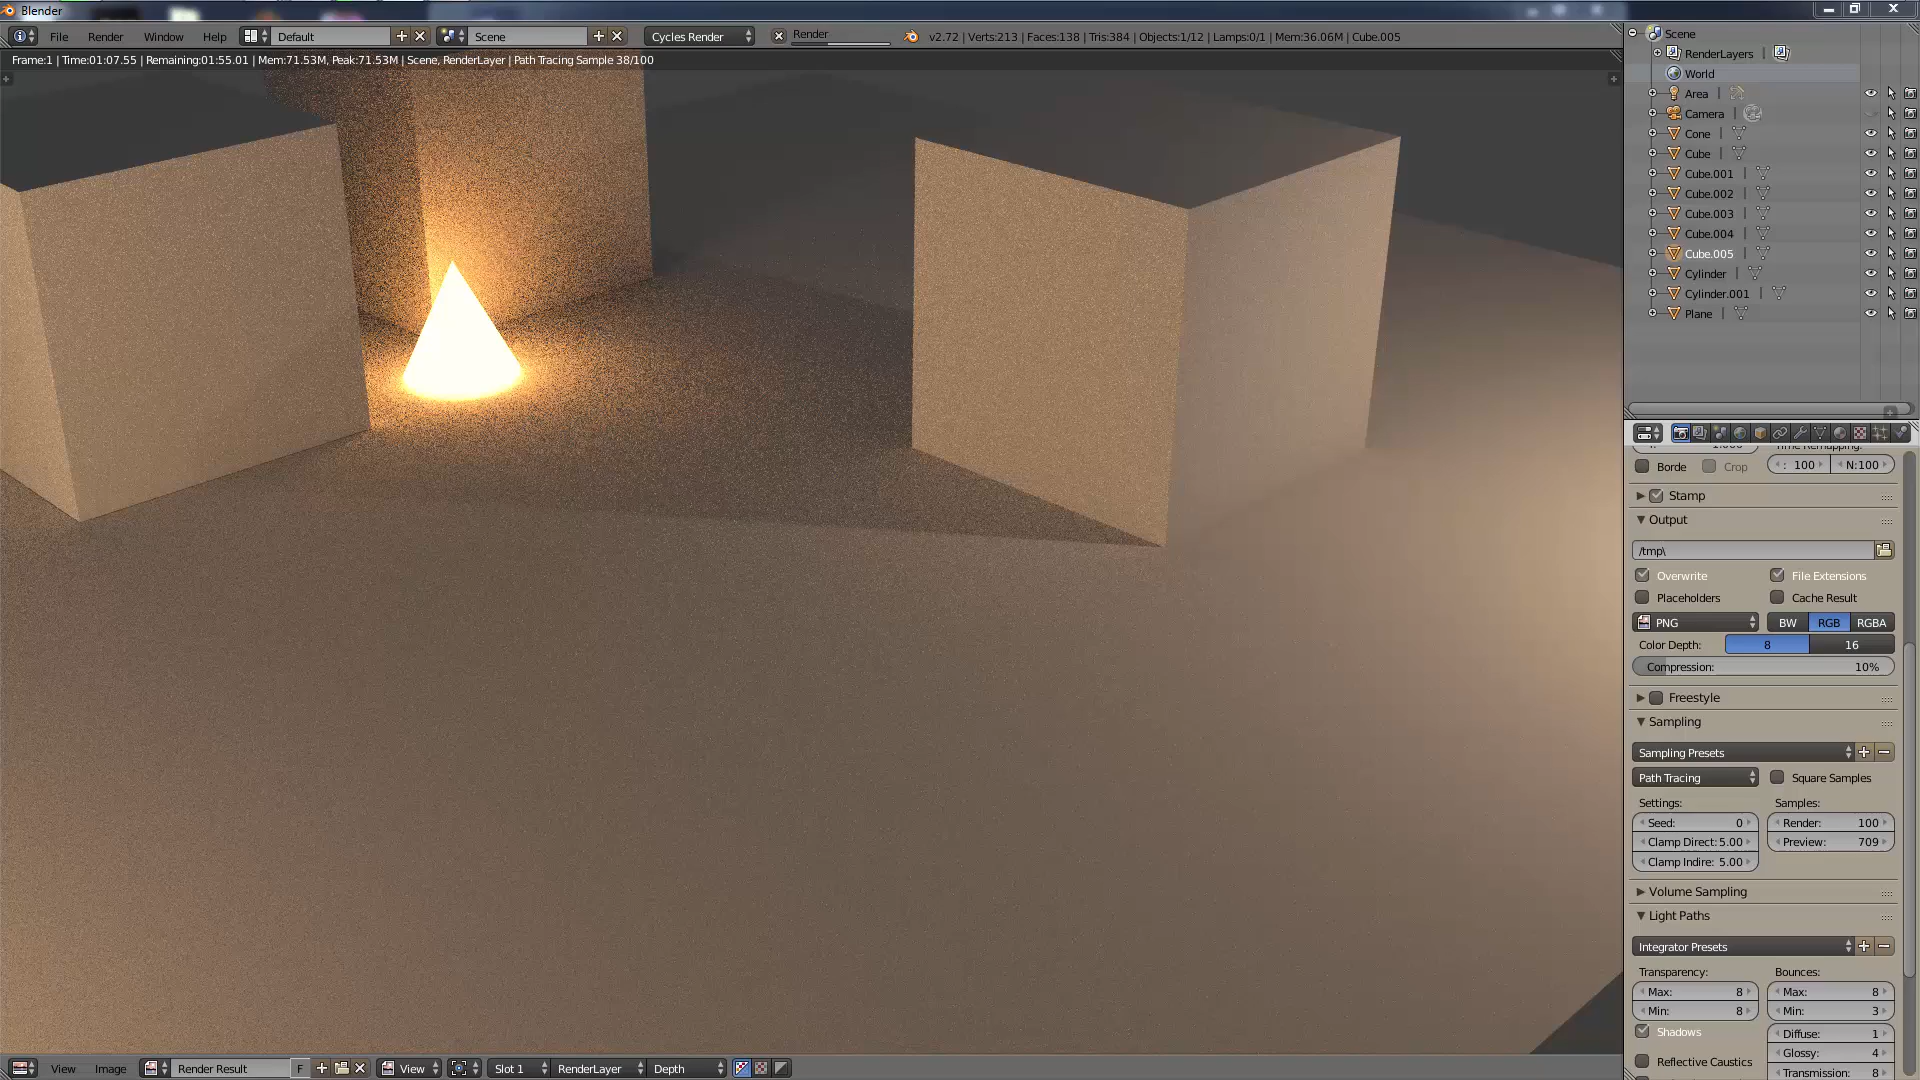 Blender
File Render Window Help Default Scene Cycles Render Render v2.72 | Verts:213 | Faces:138 | Tris:384 | Objects:1/12 | Lamps:0/1 | Mem:36.06M | Cube.005
Frame:1 | Time:01:07.55 | Remaining:01:55.01 | Mem:71.53M, Peak:71.53M | Scene, RenderLayer | Path Tracing Sample 38/100
Scene
RenderLayers
World
Area
Camera
Cone
Cube
Cube.001
Cube.002
Cube.003
Cube.004
Cube.005
Cylinder
Cylinder.001
Plane
Borde Crop : 100 N:100
Stamp
Output
/tmp\
Overwrite File Extensions
Placeholders Cache Result
PNG BW RGB RGBA
Color Depth: 8 16
Compression: 10%
Freestyle
Sampling
Sampling Presets
Path Tracing Square Samples
Settings: Samples:
Seed: 0 Render: 100
Clamp Direct: 5.00 Preview: 709
Clamp Indire: 5.00
Volume Sampling
Light Paths
Integrator Presets
Transparency: Bounces:
Max: 8 Max: 8
Min: 8 Min: 3
Shadows Diffuse: 1
Reflective Caustics Glossy: 4
Transmission: 8
View Image Render Result F View Slot 1 RenderLayer Depth